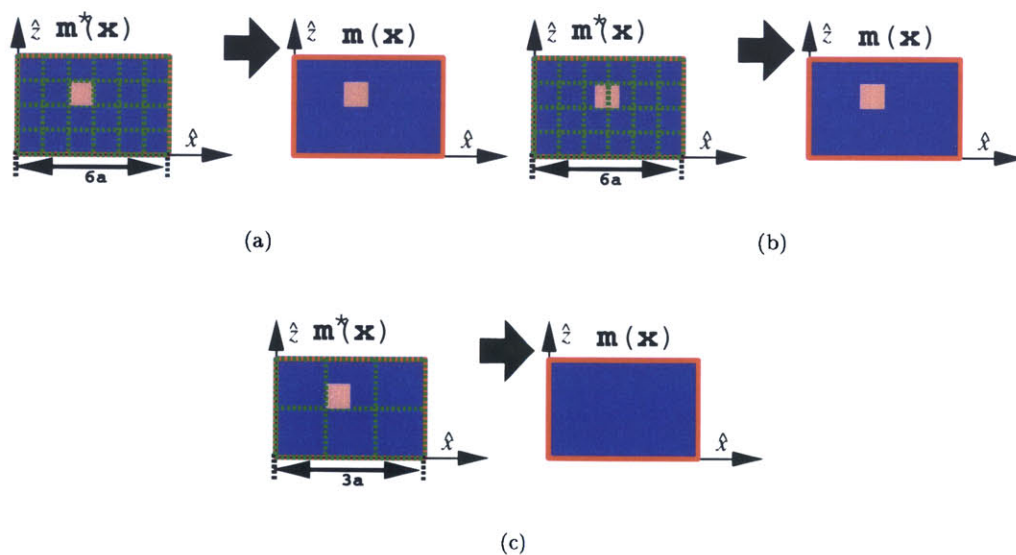 ẑ m*(x) ẑ m(x) ẑ m*(x) ẑ m(x)
x̂ x̂ x̂ x̂
6a 6a
(a) (b)
ẑ m*(x) ẑ m(x)
x̂ x̂
3a
(c)